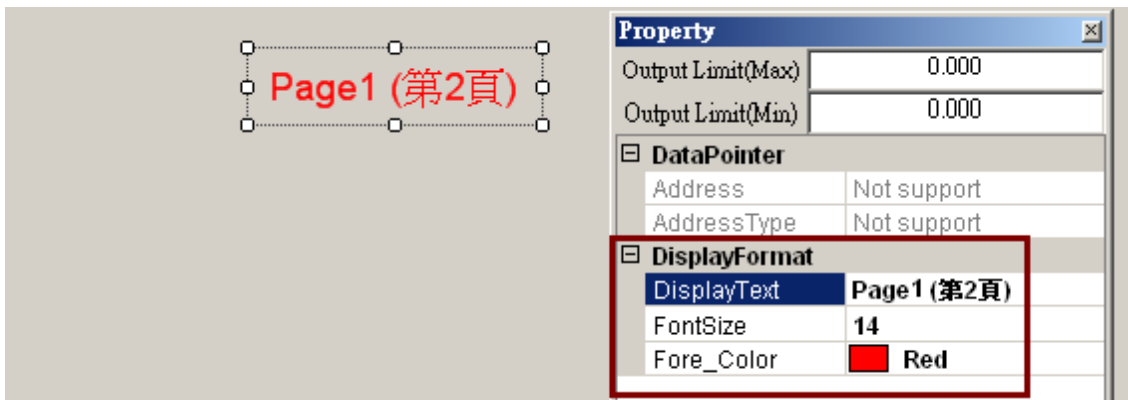 Page1 (第2頁)
Property
Output Limit(Max) 0.000
Output Limit(Min) 0.000
DataPointer
Address Not support
AddressType Not support
DisplayFormat
DisplayText Page1 (第2頁)
FontSize 14
Fore_Color Red